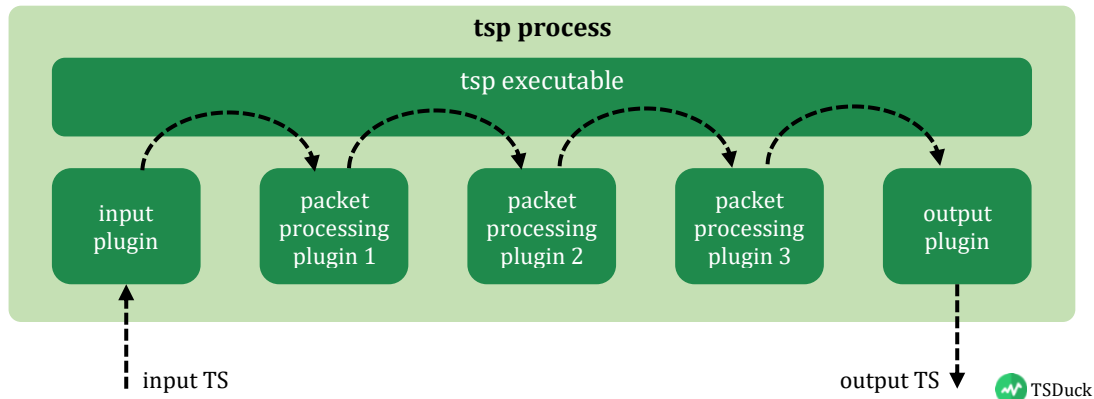 tsp process
tsp executable
input
plugin
packet
processing
plugin 1
packet
processing
plugin 2
packet
processing
plugin 3
output
plugin
input TS
output TS
TSDuck